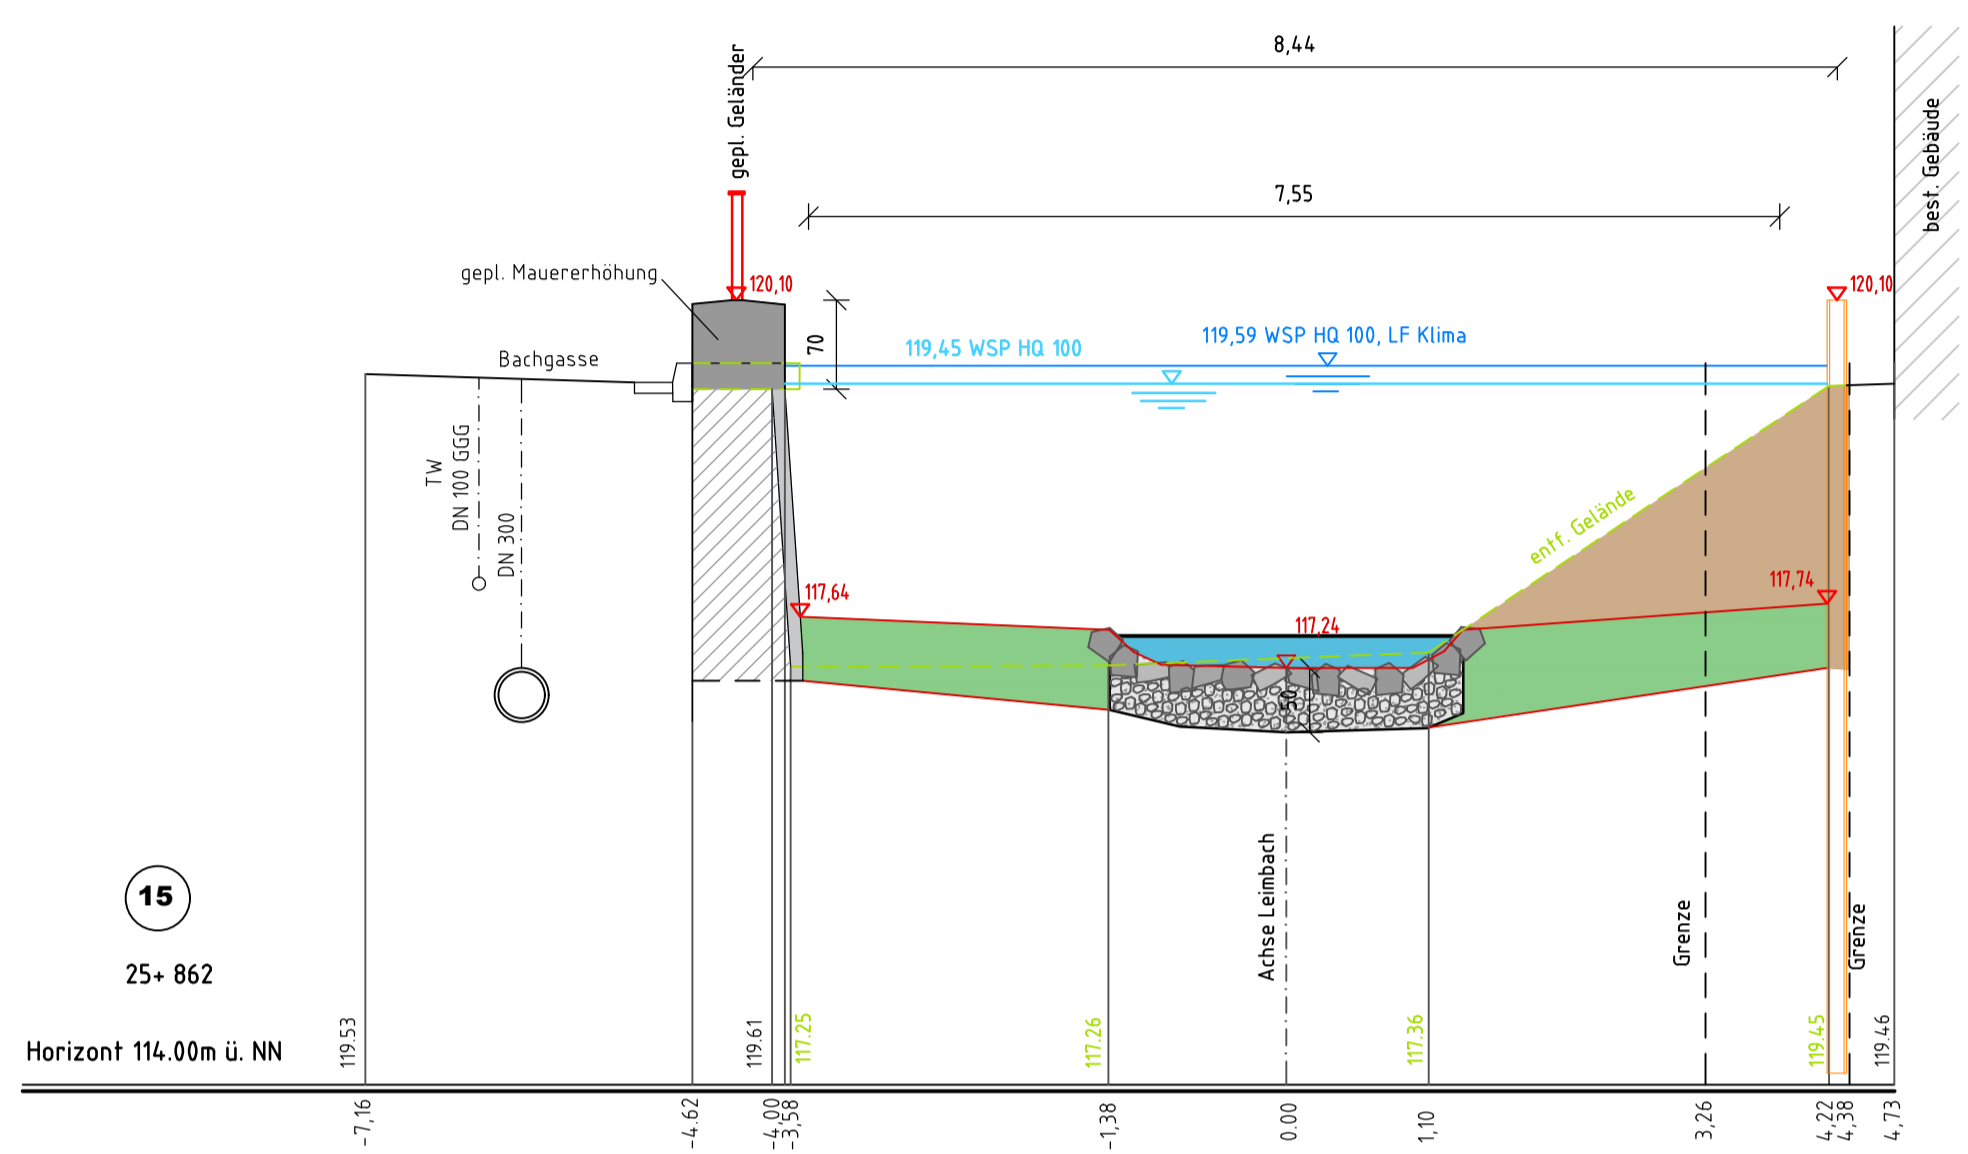 8,44
gepl. Geländer
best. Gebäude
7,55
gepl. Mauererhöhung
120,10
120,10
70
119,59 WSP HQ 100, LF Klima
119,45 WSP HQ 100
Bachgasse
TW
DN 100 GGG
DN 300
entf. Gelände
117,64
117,74
117,24
50
Achse Leimbach
Grenze
Grenze
15
25+ 862
Horizont 114.00m ü. NN
119.53
119.61
117.25
117.26
117.36
119.45
119.46
-7,16
-4.62
-4,00
-3,58
-1,38
0.00
1,10
3,26
4,22
4,38
4,73